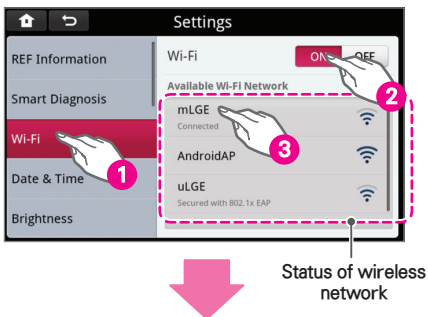 Settings
REF Information
Smart Diagnosis
Wi-Fi
Date & Time
Brightness
Wi-Fi
ON OFF
Available Wi-Fi Network
mLGE
Connected
AndroidAP
uLGE
Secured with 802.1x EAP
1
2
3
Status of wireless
network